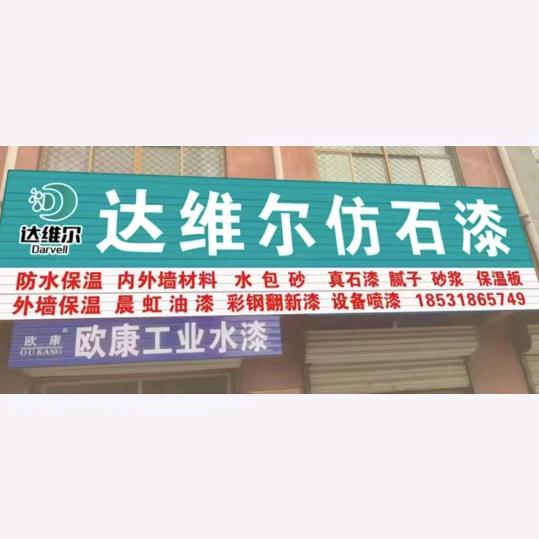 达维尔
Darvell
达维尔仿石漆
防水保温 内外墙材料 水包砂 真石漆 腻子 砂浆 保温板
外墙保温 晨虹油漆 彩钢翻新漆 设备喷漆 18531865749
欧康®
OUKANG
欧康工业水漆